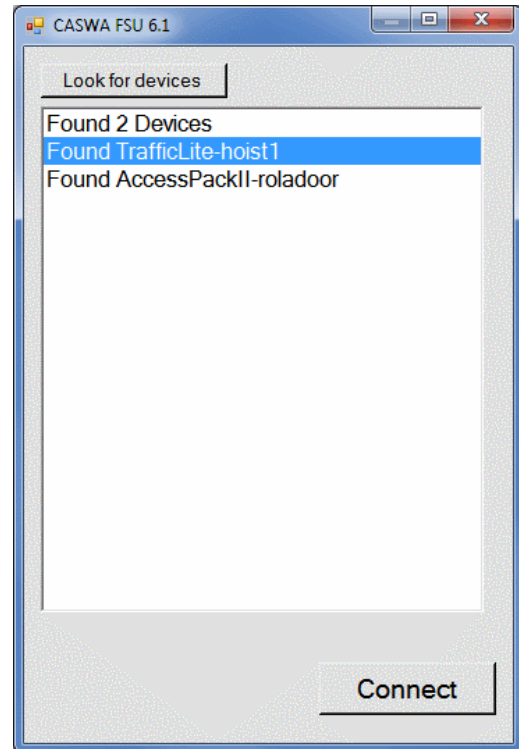 CASWA FSU 6.1
Look for devices
Found 2 Devices
Found TrafficLite-hoist1
Found AccessPackII-roladoor
Connect